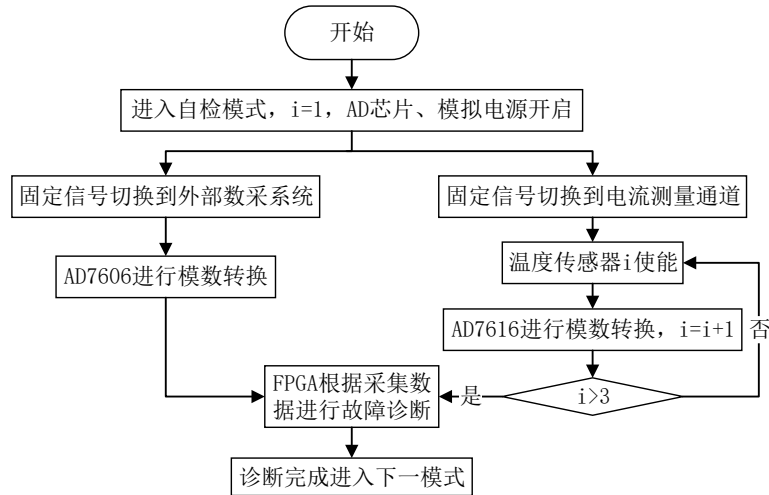 开始
进入自检模式，i=1，AD芯片、模拟电源开启
固定信号切换到外部数采系统
固定信号切换到电流测量通道
AD7606进行模数转换
温度传感器i使能
AD7616进行模数转换，i=i+1
否
FPGA根据采集数
据进行故障诊断
是
i>3
诊断完成进入下一模式